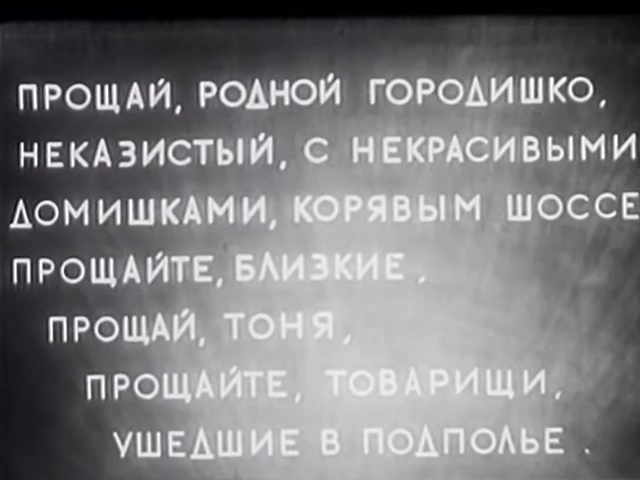 ПРОЩАЙ, РОДНОЙ ГОРОДИШКО,
НЕКАЗИСТЫЙ, С НЕКРАСИВЫМИ
ДОМИШКАМИ, КОРЯВЫМ ШОССЕ
ПРОЩАЙТЕ, БЛИЗКИЕ,
ПРОЩАЙ, ТОНЯ,
ПРОЩАЙТЕ, ТОВАРИЩИ,
УШЕДШИЕ В ПОДПОЛЬЕ.